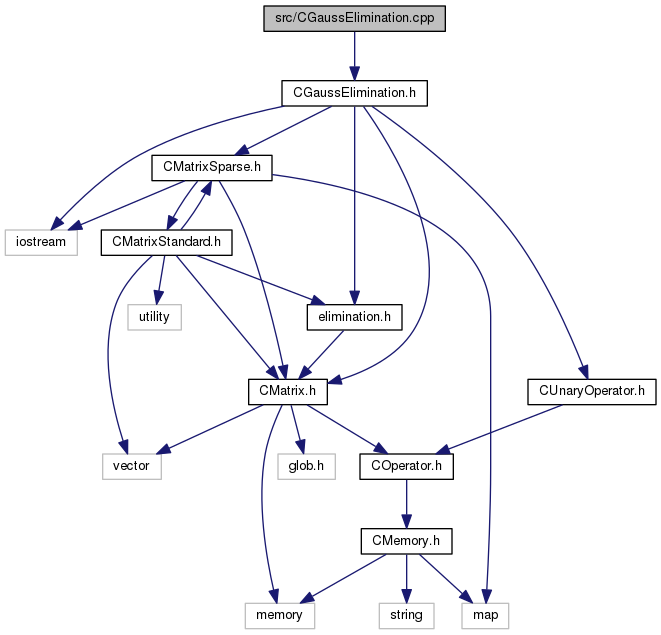 src/CGaussElimination.cpp
CGaussElimination.h
CMatrixSparse.h
iostream
CMatrixStandard.h
utility
elimination.h
CMatrix.h
CUnaryOperator.h
vector
glob.h
COperator.h
CMemory.h
memory
string
map